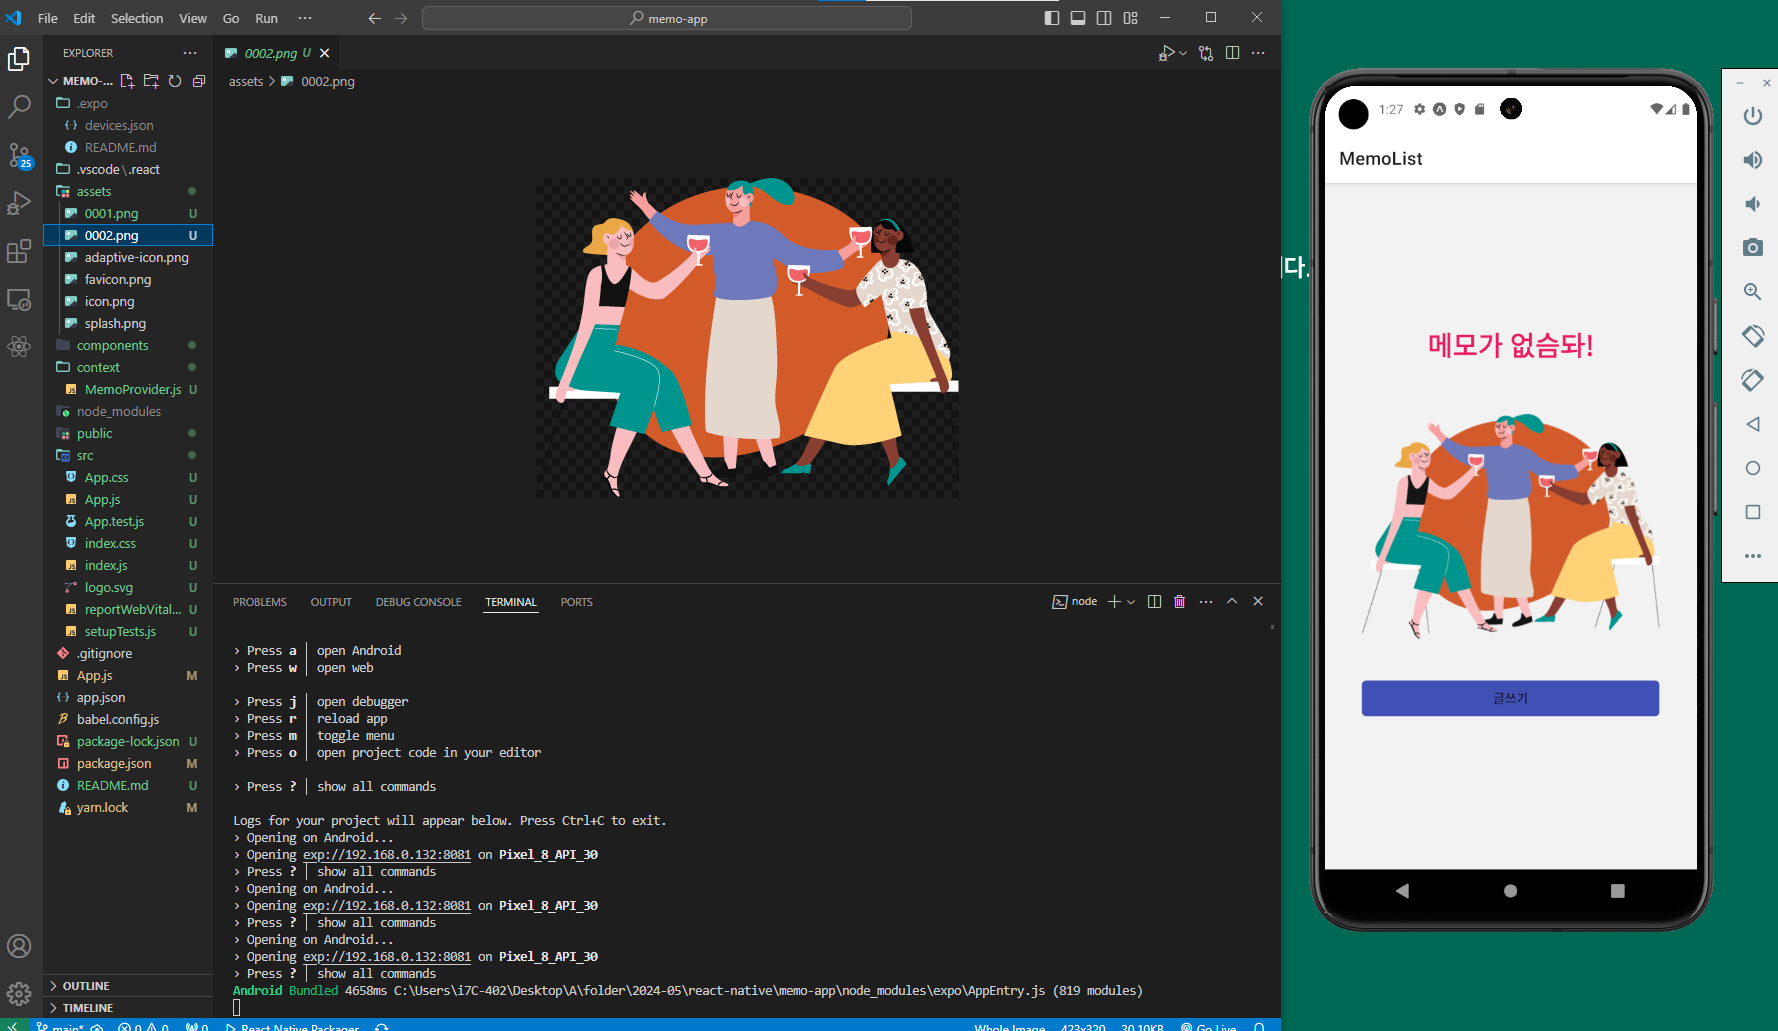 File Edit Selection View Go Run ··· memo-app
EXPLORER ···
MEMO-...
.expo
devices.json
README.md
.vscode\.react
assets
0001.png U
0002.png U
adaptive-icon.png
favicon.png
icon.png
splash.png
components
context
MemoProvider.js U
node_modules
public
src
App.css U
App.js U
App.test.js U
index.css U
index.js U
logo.svg U
reportWebVital... U
setupTests.js U
.gitignore
App.js M
app.json
babel.config.js
package-lock.json U
package.json M
README.md U
yarn.lock M
OUTLINE
TIMELINE
25
0002.png U
assets > 0002.png
PROBLEMS OUTPUT DEBUG CONSOLE TERMINAL PORTS node
› Press a │ open Android
› Press w │ open web
› Press j │ open debugger
› Press r │ reload app
› Press m │ toggle menu
› Press o │ open project code in your editor
› Press ? │ show all commands
Logs for your project will appear below. Press Ctrl+C to exit.
› Opening on Android...
› Opening exp://192.168.0.132:8081 on Pixel_8_API_30
› Press ? │ show all commands
› Opening on Android...
› Opening exp://192.168.0.132:8081 on Pixel_8_API_30
› Press ? │ show all commands
› Opening on Android...
› Opening exp://192.168.0.132:8081 on Pixel_8_API_30
› Press ? │ show all commands
Android Bundled 4658ms C:\Users\i7C-402\Desktop\A\folder\2024-05\react-native\memo-app\node_modules\expo\AppEntry.js (819 modules)
main* 0 0 0 React Native Packager Whole Image 423x320 30.10KB Go Live
다.
1:27
MemoList
메모가 없슴돠!
글쓰기